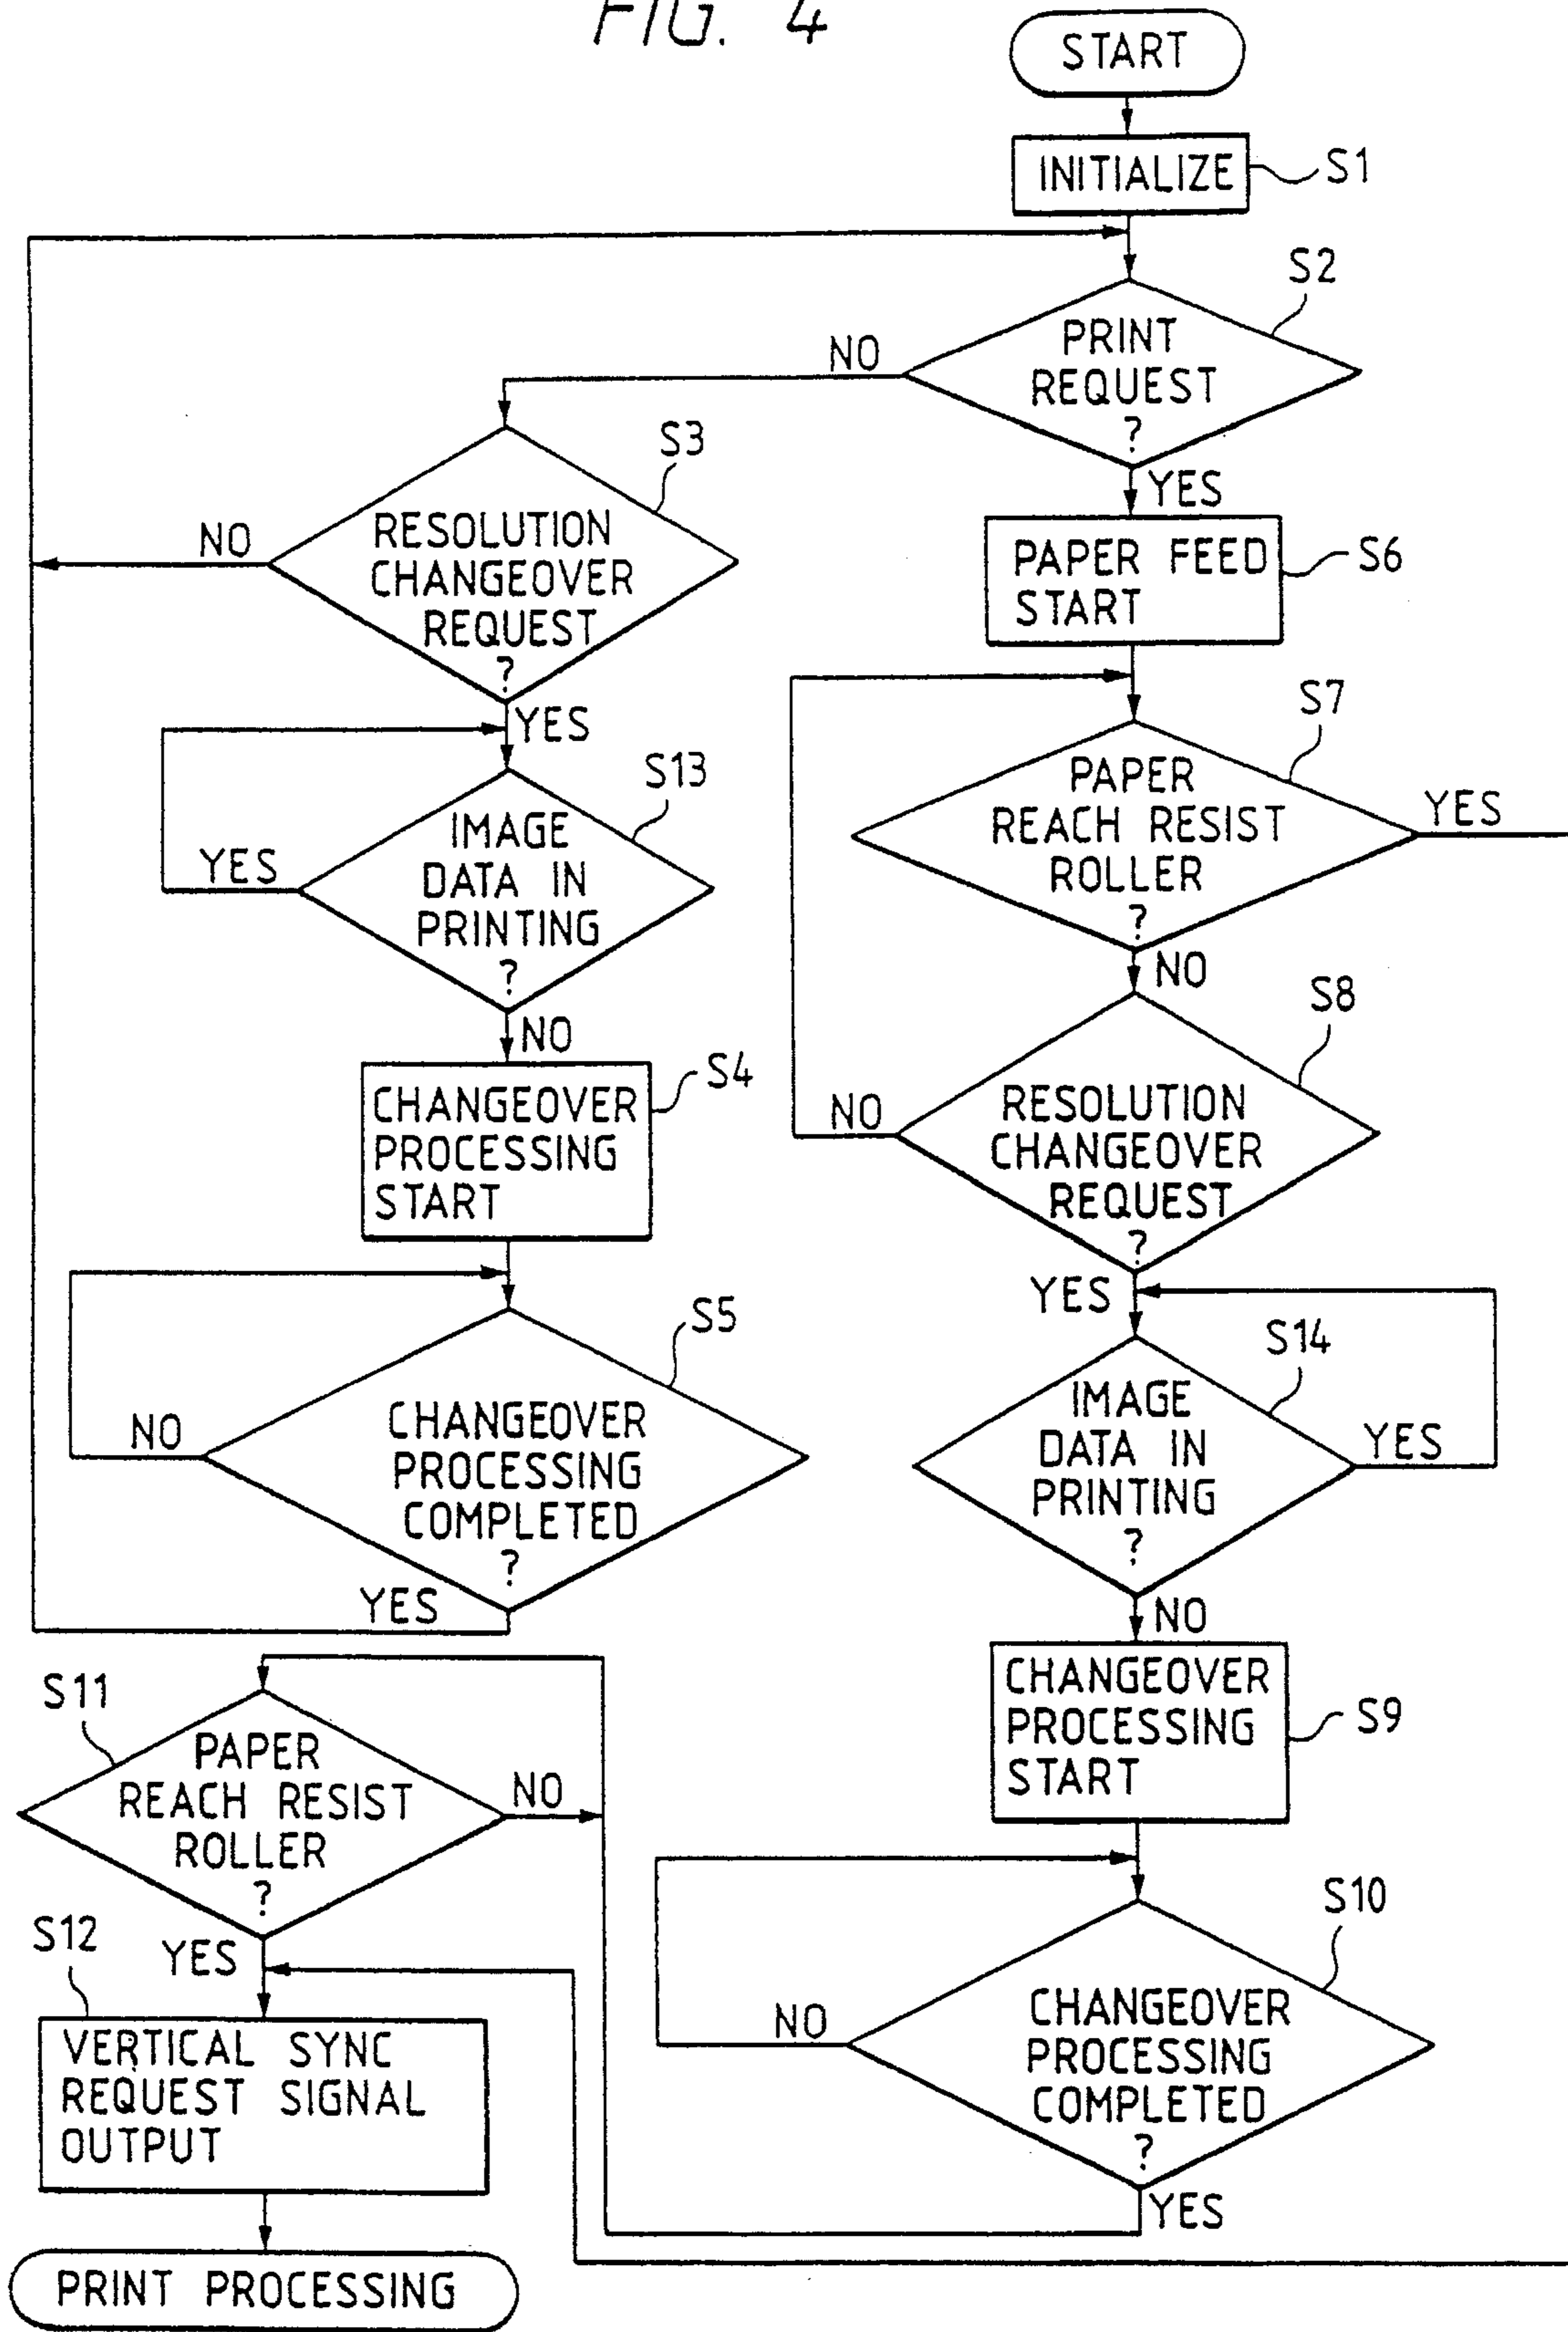 FIG. 4
START
INITIALIZE
S1
S2
PRINT
REQUEST
?
NO
YES
S3
RESOLUTION
CHANGEOVER
REQUEST
?
NO
YES
PAPER FEED
START
S6
S7
PAPER
REACH RESIST
ROLLER
?
YES
NO
S13
IMAGE
DATA IN
PRINTING
?
YES
NO
S8
RESOLUTION
CHANGEOVER
REQUEST
?
NO
YES
S4
CHANGEOVER
PROCESSING
START
S5
CHANGEOVER
PROCESSING
COMPLETED
?
NO
YES
S14
IMAGE
DATA IN
PRINTING
?
YES
NO
CHANGEOVER
PROCESSING
START
S9
S10
CHANGEOVER
PROCESSING
COMPLETED
?
NO
YES
S11
PAPER
REACH RESIST
ROLLER
?
NO
YES
S12
VERTICAL SYNC
REQUEST SIGNAL
OUTPUT
PRINT PROCESSING